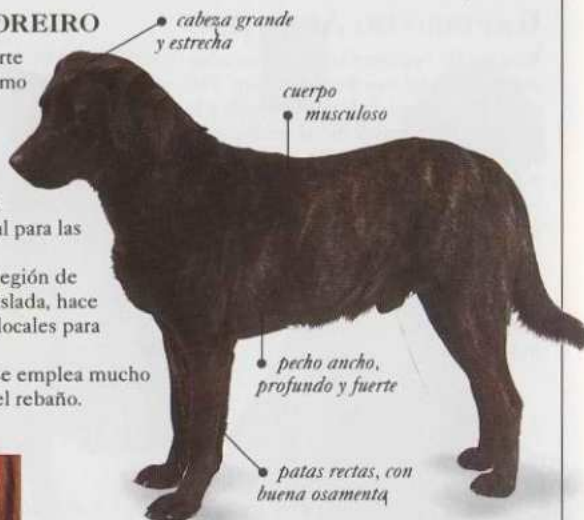 OREIRO
rte
mo
l para las
egión de
slada, hace
locales para
e emplea mucho
el rebaño.
cabeza grande
y estrecha
cuerpo
musculoso
pecho ancho,
profundo y fuerte
patas rectas, con
buena osamenta